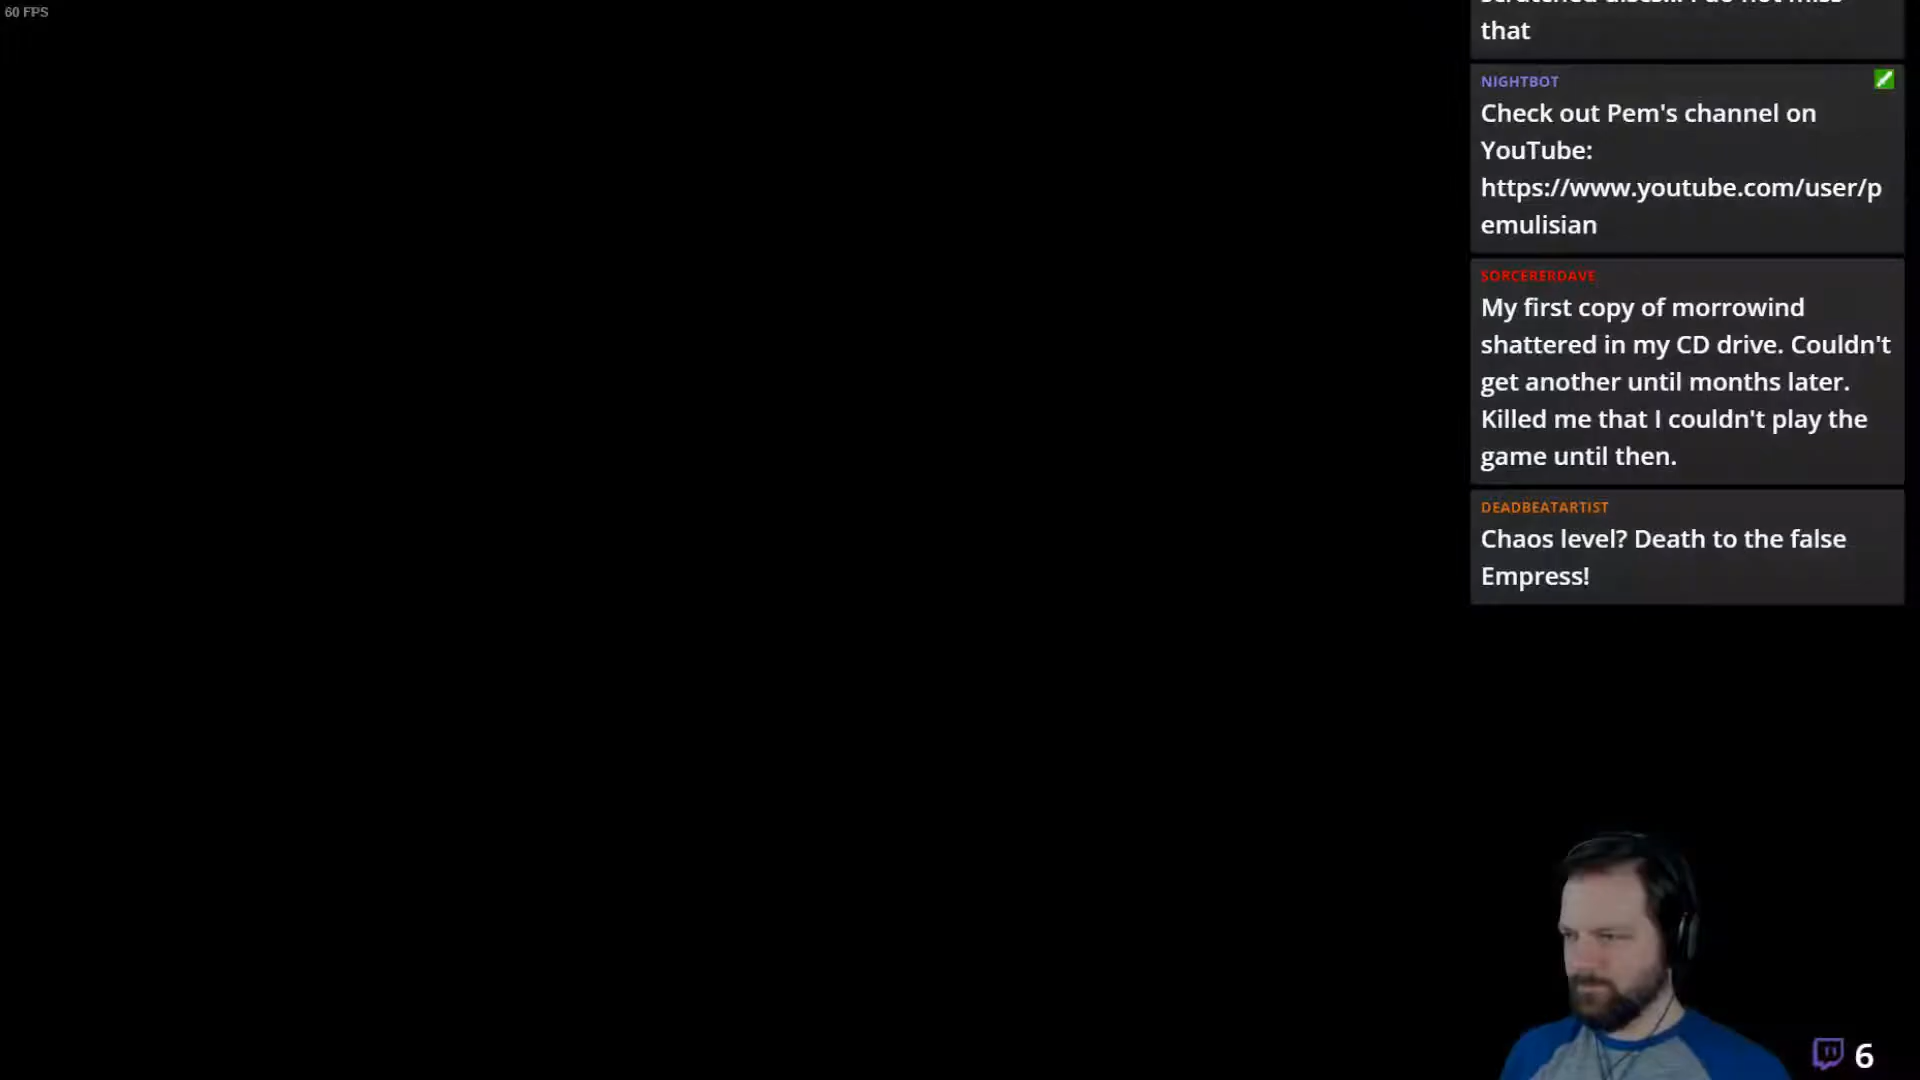 60 FPS
that
NIGHTBOT
Check out Pem's channel on
YouTube:
https://www.youtube.com/user/p
emulisian
SORCERERDAVE
My first copy of morrowind
shattered in my CD drive. Couldn't
get another until months later.
Killed me that I couldn't play the
game until then.
DEADBEATARTIST
Chaos level? Death to the false
Empress!
6